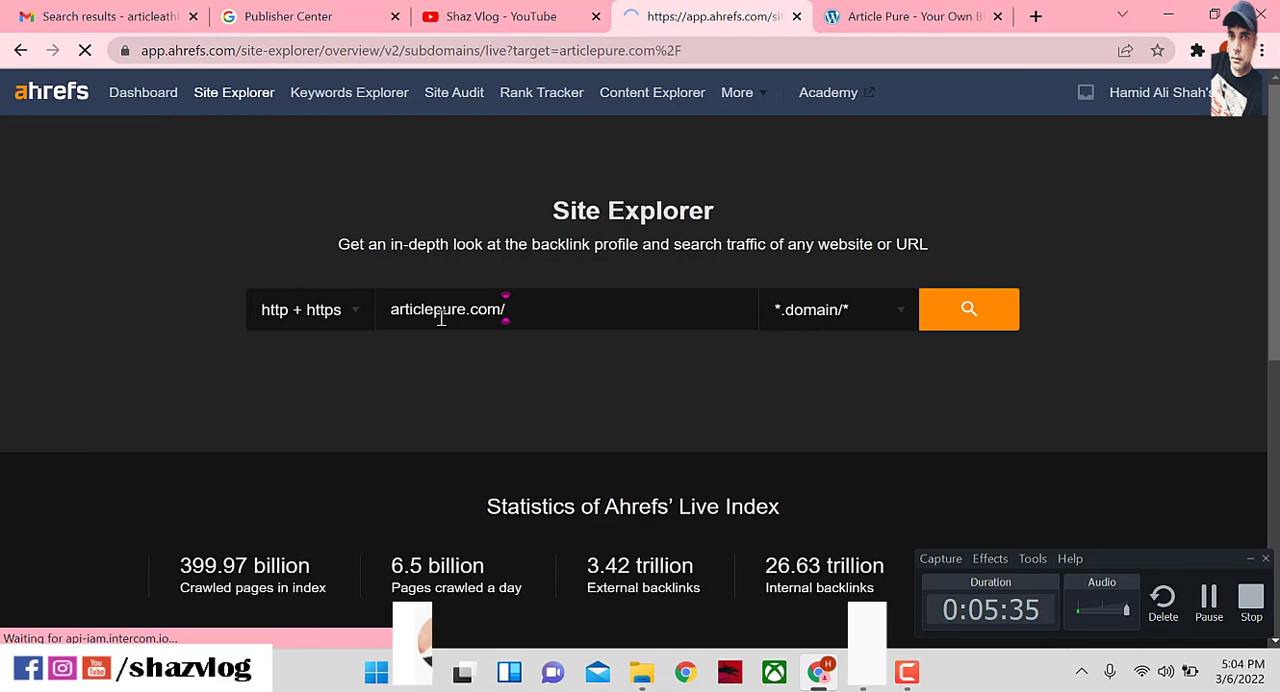 Search results - articleath
Publisher Center
Shaz Vlog - YouTube
https://app.ahrefs.com/sit
Article Pure - Your Own B
app.ahrefs.com/site-explorer/overview/v2/subdomains/live?target=articlepure.com%2F
ahrefs
Dashboard
Site Explorer
Keywords Explorer
Site Audit
Rank Tracker
Content Explorer
More
Academy
Hamid Ali Shah's
Site Explorer
Get an in-depth look at the backlink profile and search traffic of any website or URL
http + https
articlepure.com/
*.domain/*
Statistics of Ahrefs' Live Index
399.97 billion
Crawled pages in index
6.5 billion
Pages crawled a day
3.42 trillion
External backlinks
26.63 trillion
Internal backlinks
Capture Effects Tools Help
Duration
0:05:35
Audio
Delete
Pause
Stop
Waiting for api-iam.intercom.io...
You
Tube
/shazvlog
H
5:04 PM
3/6/2022